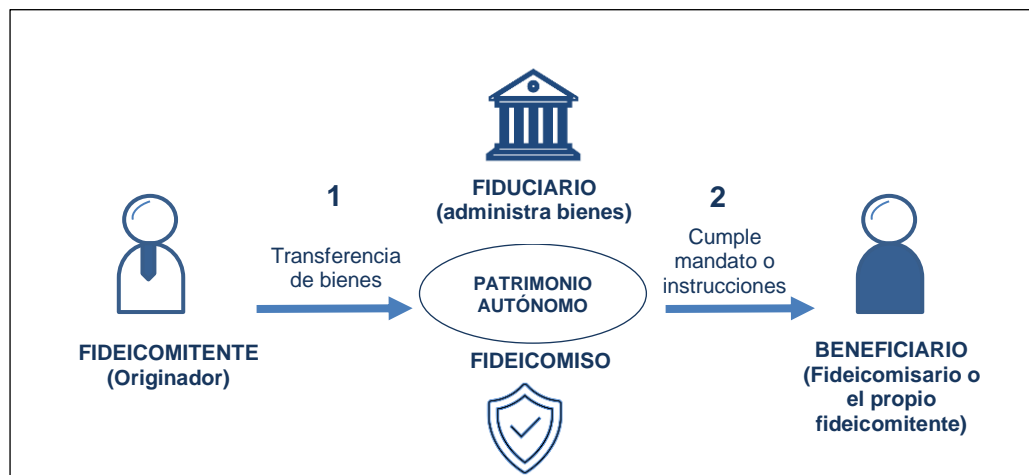 FIDUCIARIO
(administra bienes)
1
Transferencia
de bienes
2
Cumple
mandato o
instrucciones
PATRIMONIO
AUTÓNOMO
FIDEICOMITENTE
(Originador)
FIDEICOMISO
BENEFICIARIO
(Fideicomisario o
el propio
fideicomitente)